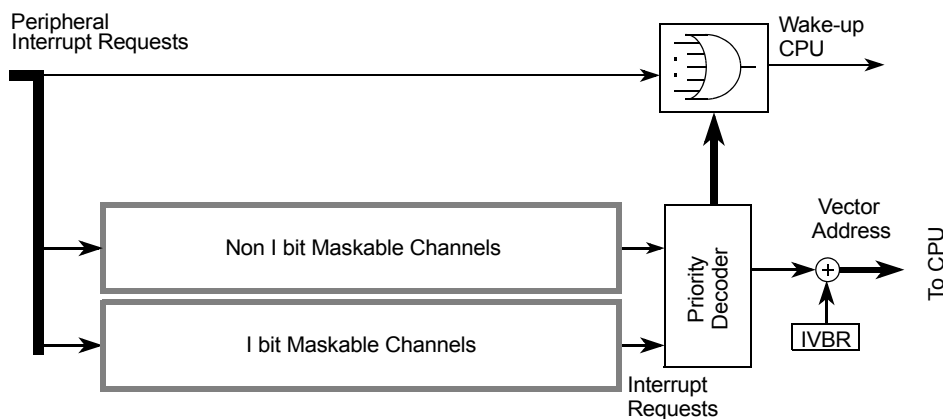 Peripheral
Interrupt Requests
Wake-up
CPU
Non I bit Maskable Channels
I bit Maskable Channels
Priority
Decoder
Interrupt
Requests
Vector
Address
To CPU
IVBR